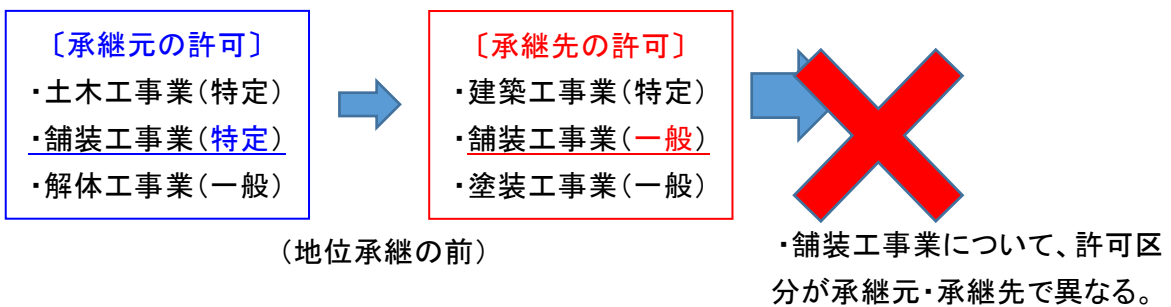 〔承継元の許可〕
・土木工事業(特定)
・舗装工事業(特定)
・解体工事業(一般)
〔承継先の許可〕
・建築工事業(特定)
・舗装工事業(一般)
・塗装工事業(一般)
(地位承継の前)
・舗装工事業について、許可区
分が承継元・承継先で異なる。